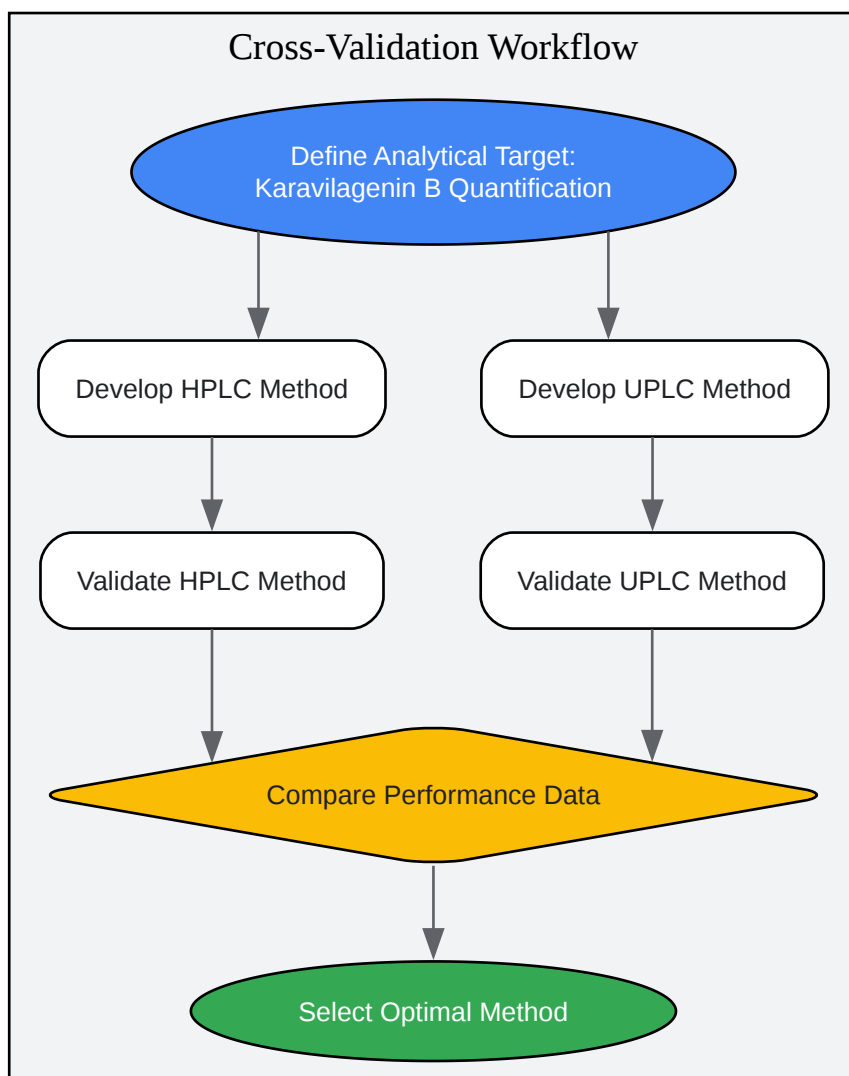 Cross-Validation Workflow
Define Analytical Target:
Karavilagenin B Quantification
Develop HPLC Method
Develop UPLC Method
Validate HPLC Method
Validate UPLC Method
Compare Performance Data
Select Optimal Method